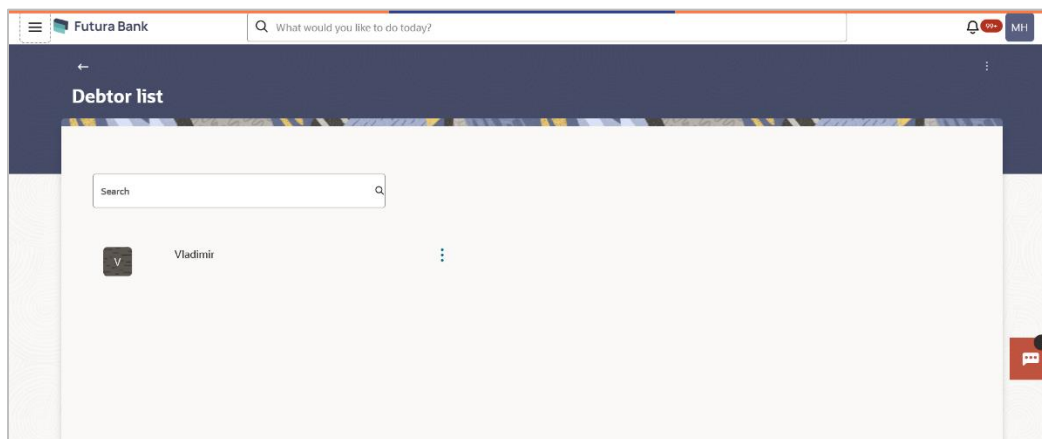 Futura Bank
What would you like to do today?
99+
MH
Debtor list
Search
V
Vladimir